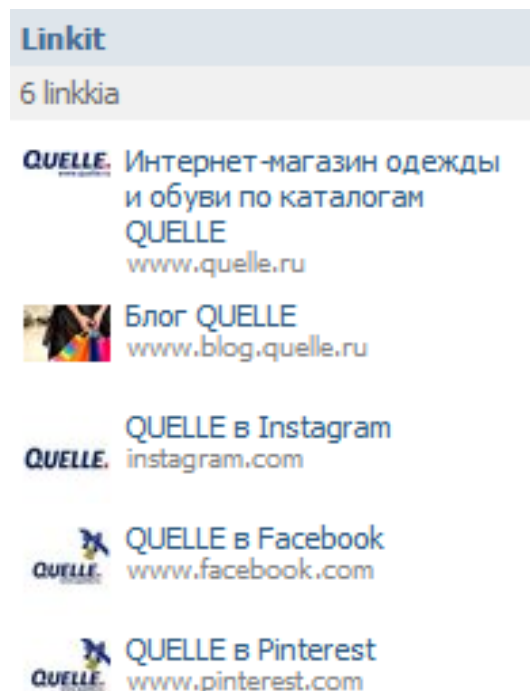 Linkit
6 linkkia
QUELLE. Интернет-магазин одежды
и обуви по каталогам
QUELLE
www.quelle.ru
Блог QUELLE
www.blog.quelle.ru
QUELLE в Instagram
QUELLE. instagram.com
QUELLE в Facebook
QUELLE. www.facebook.com
QUELLE в Pinterest
QUELLE. www.pinterest.com